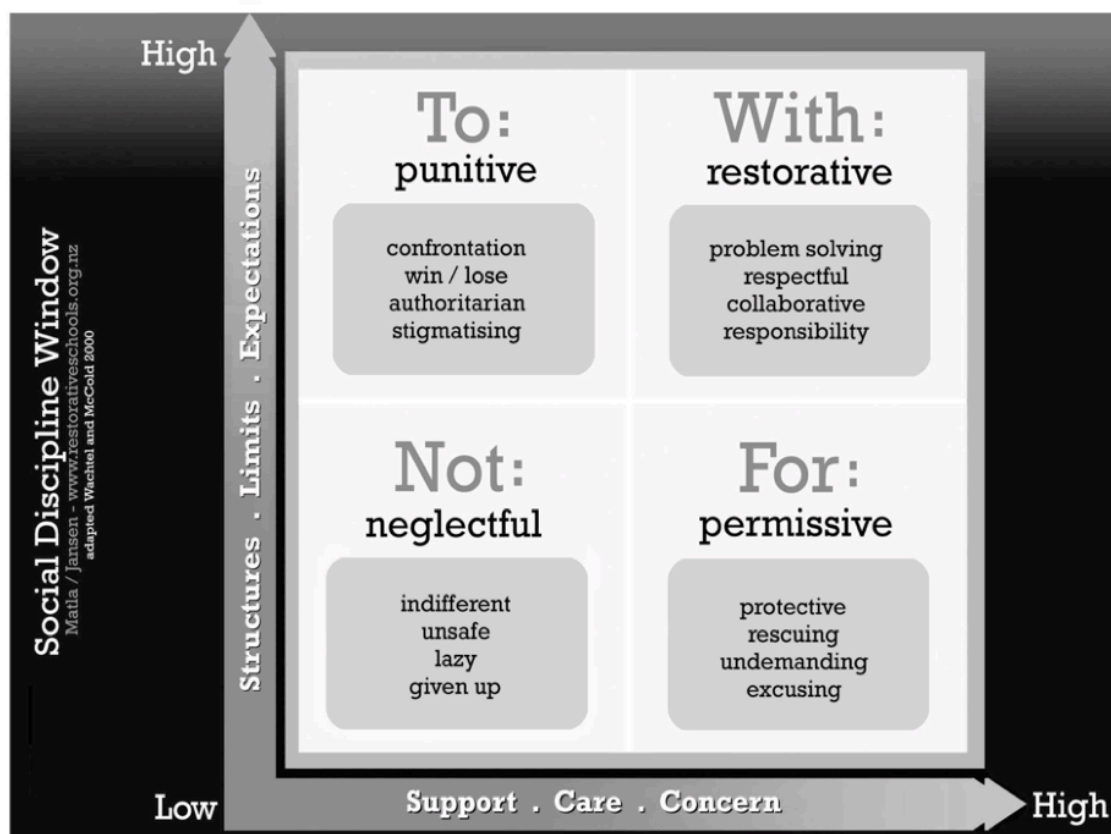 High
To:
punitive
confrontation
win / lose
authoritarian
stigmatising
With:
restorative
problem solving
respectful
collaborative
responsibility
Not:
neglectful
indifferent
unsafe
lazy
given up
For:
permissive
protective
rescuing
undemanding
excusing
Structures . Limits . Expectations
Social Discipline Window
Matla / Jansen - www.restorativeschools.org.nz
adapted Wachtel and McCold 2000
Low
Support . Care . Concern
High